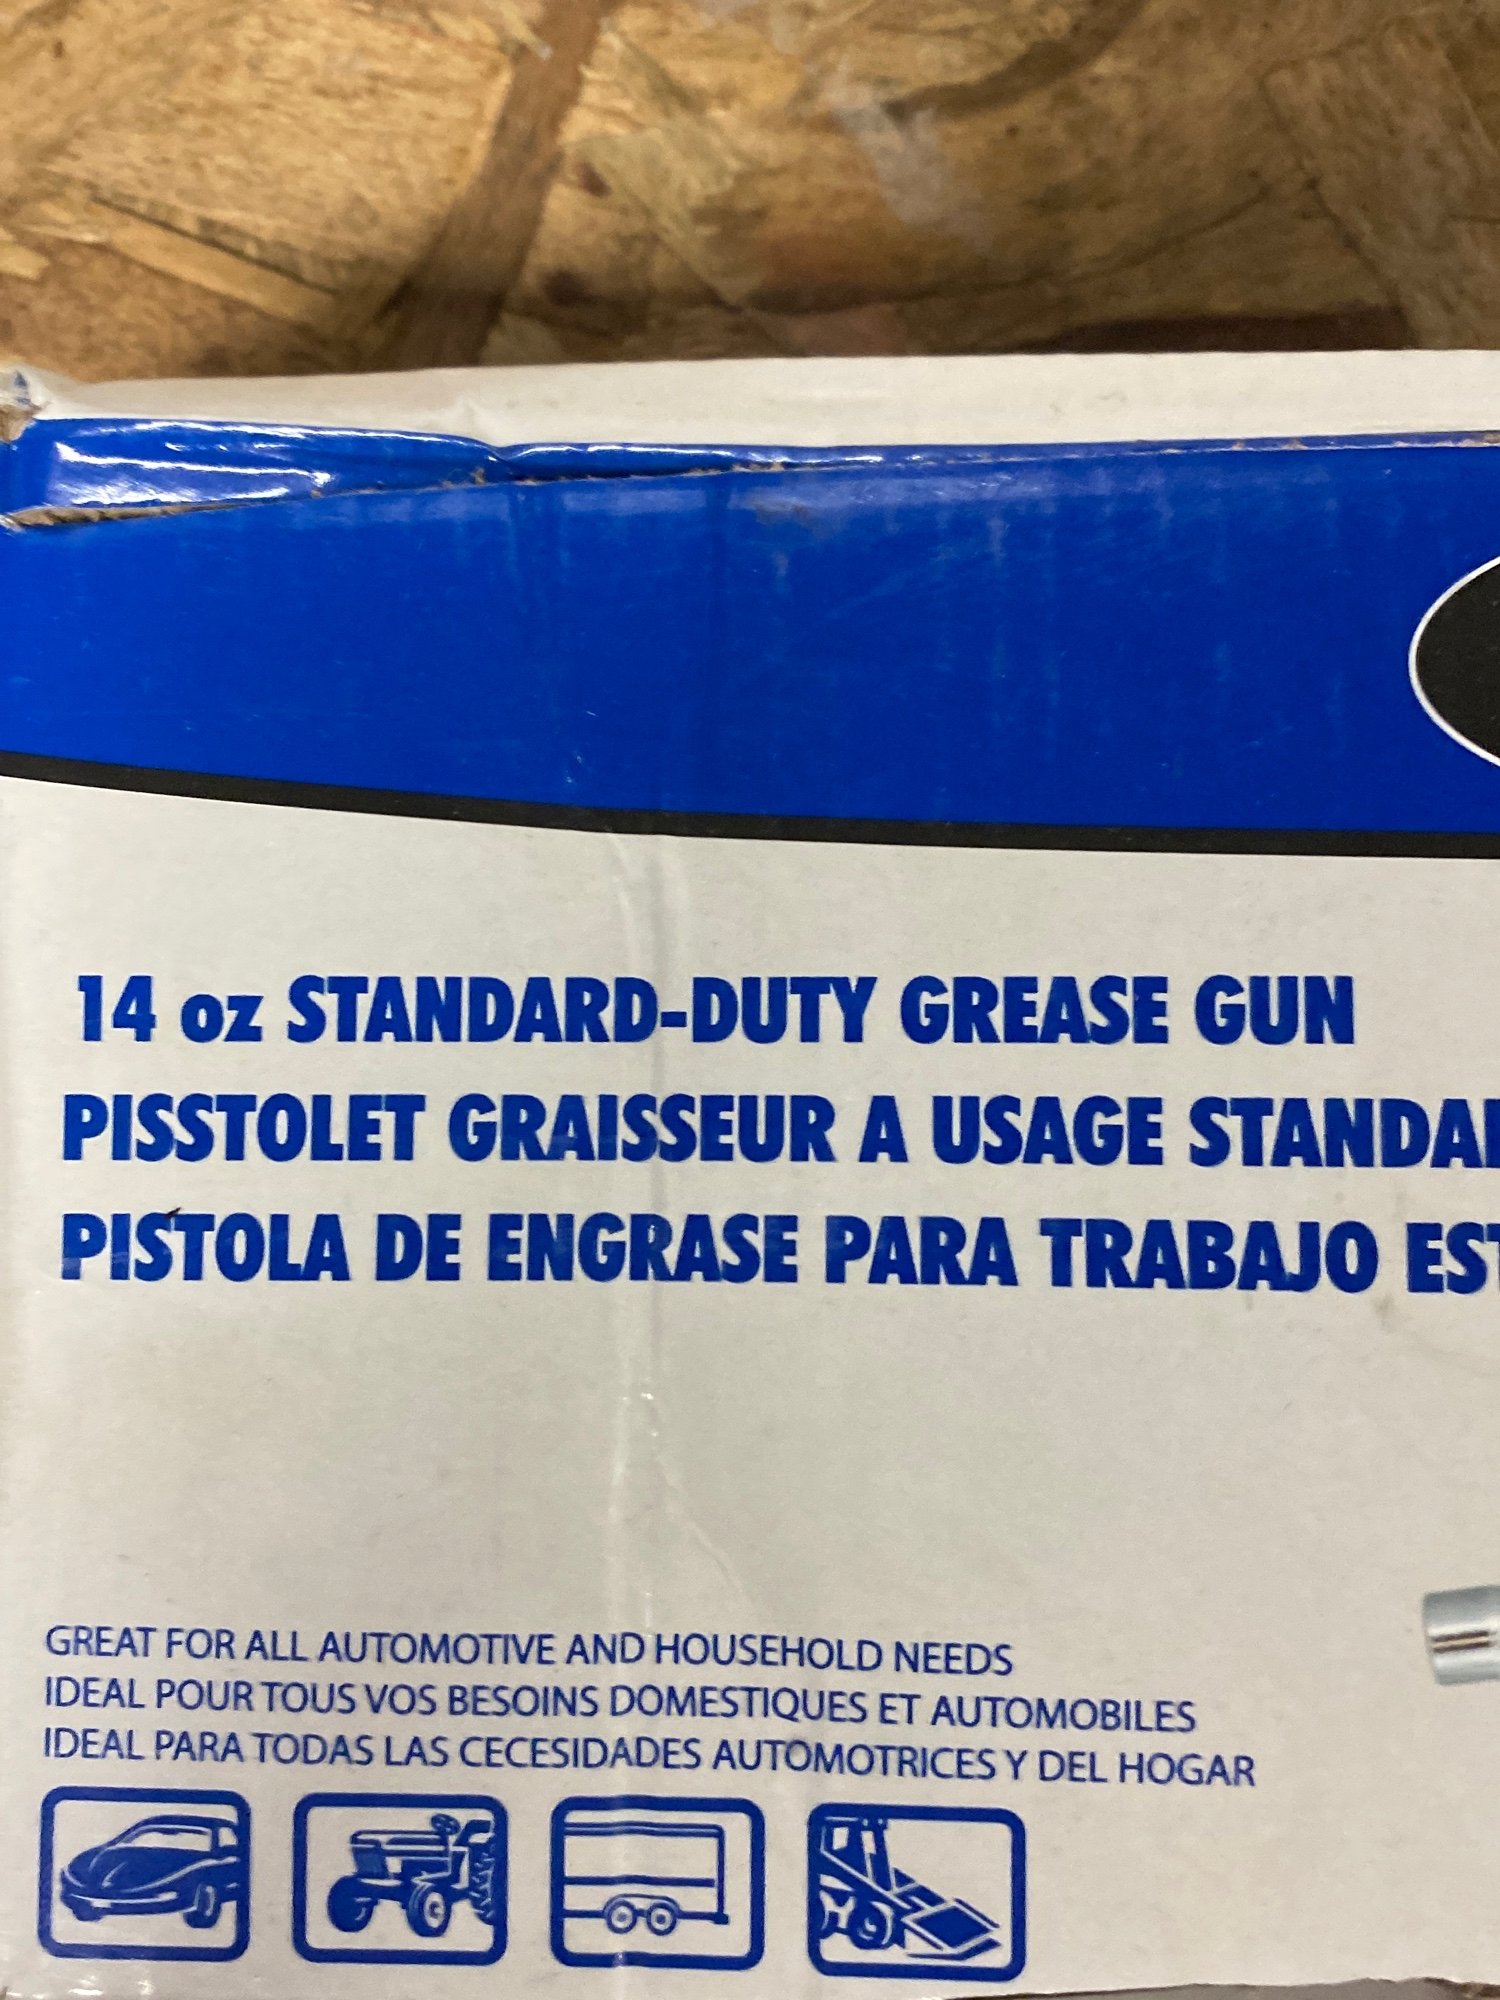 14 oz STANDARD-DUTY GREASE GUN
PISSTOLET GRAISSEUR A USAGE
PISTOLA DE ENGRASE PARA TRABAJO
GREAT FOR ALL AUTOMOTIVE AND HOUSEHOLD NEEDS
IDEAL POUR TOUS VOS BESOINS DOMESTIQUES ET AUTOMOBILES
IDEAL PARA TODAS LAS CECESIDADES AUTOMOTRICES Y DEL HOGAR